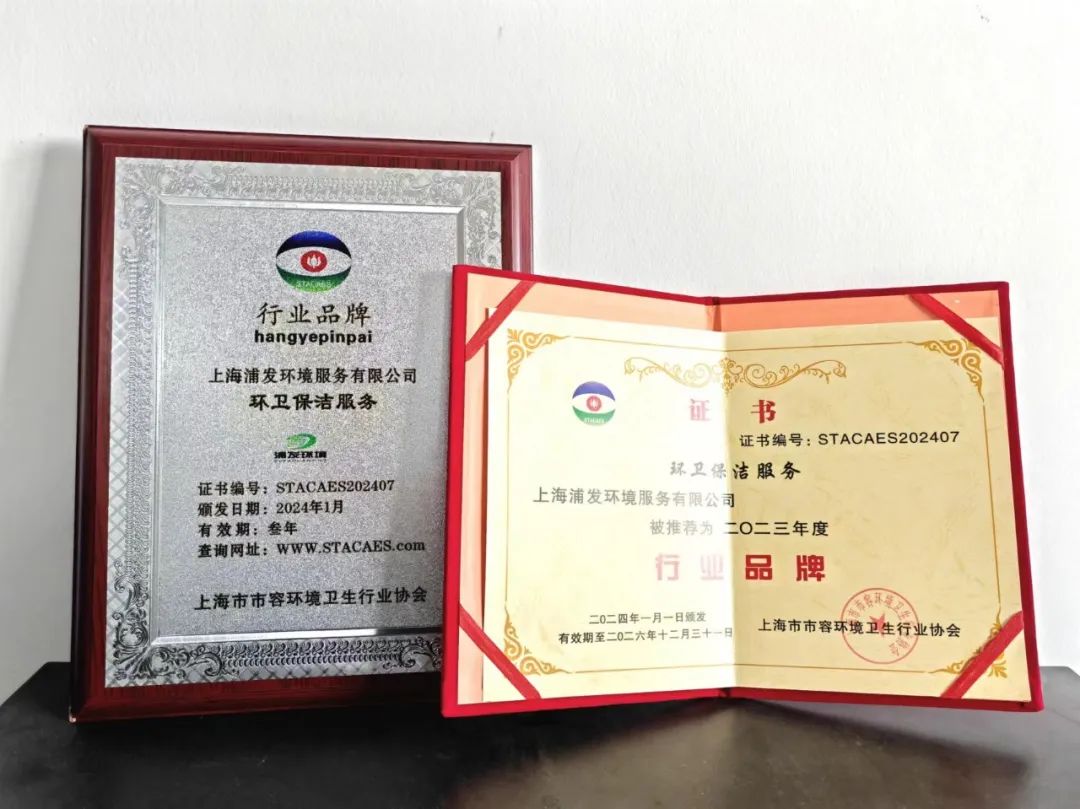 STACAES
行业品牌
hangyepinpai
上海浦发环境服务有限公司
环卫保洁服务
浦发环境
证书编号：STACAES202407
颁发日期：2024年1月
有效期：叁年
查询网址：WWW.STACAES.com
上海市市容环境卫生行业协会
STACAES
证书
证书编号：STACAES202407
环卫保洁服务
上海浦发环境服务有限公司
被推荐为 二〇二三年度
行业品牌
二〇二四年一月一日颁发
有效期至二〇二六年十二月三十一日
上海市市容环境卫生行业协会